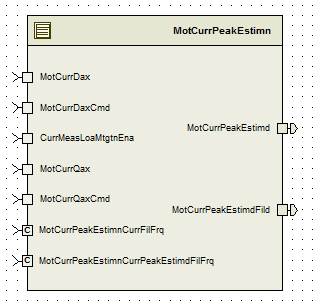 MotCurrPeakEstimn
MotCurrDax
MotCurrDaxCmd
MotCurrPeakEstimd
CurrMeasLoaMtgtnEna
MotCurrQax
MotCurrQaxCmd
MotCurrPeakEstimdFild
C MotCurrPeakEstimnCurrFilFrq
C MotCurrPeakEstimnCurrPeakEstimdFilFrq